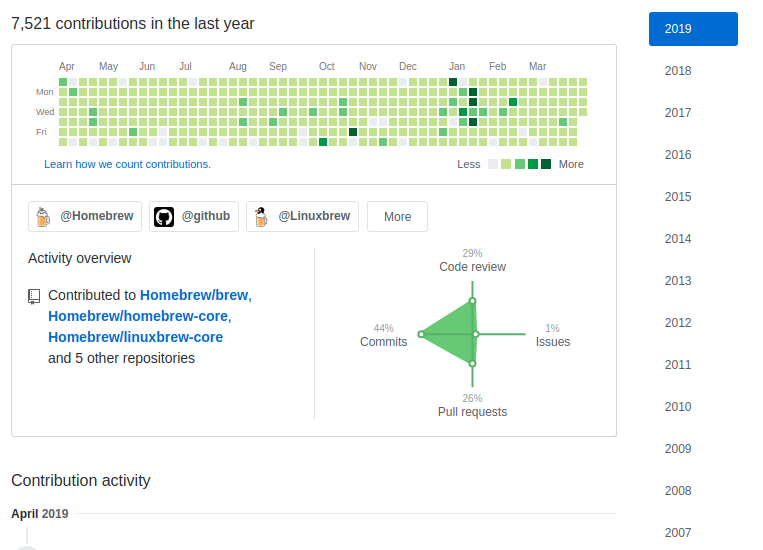 7,521 contributions in the last year
Apr May Jun Jul Aug Sep Oct Nov Dec Jan Feb Mar
Mon
Wed
Fri
Learn how we count contributions.
Less More
@Homebrew @github @Linuxbrew More
Activity overview
Contributed to Homebrew/brew,
Homebrew/homebrew-core,
Homebrew/linuxbrew-core
and 5 other repositories
29%
Code review
44%
Commits
1%
Issues
26%
Pull requests
Contribution activity
April 2019
2019
2018
2017
2016
2015
2014
2013
2012
2011
2010
2009
2008
2007